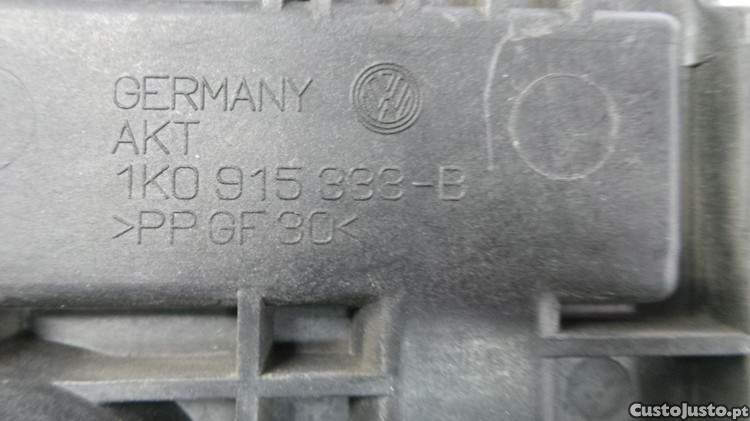 GERMANY
AKT
1K0 915 333-B
>PP GF 30<
CustoJusto.pt